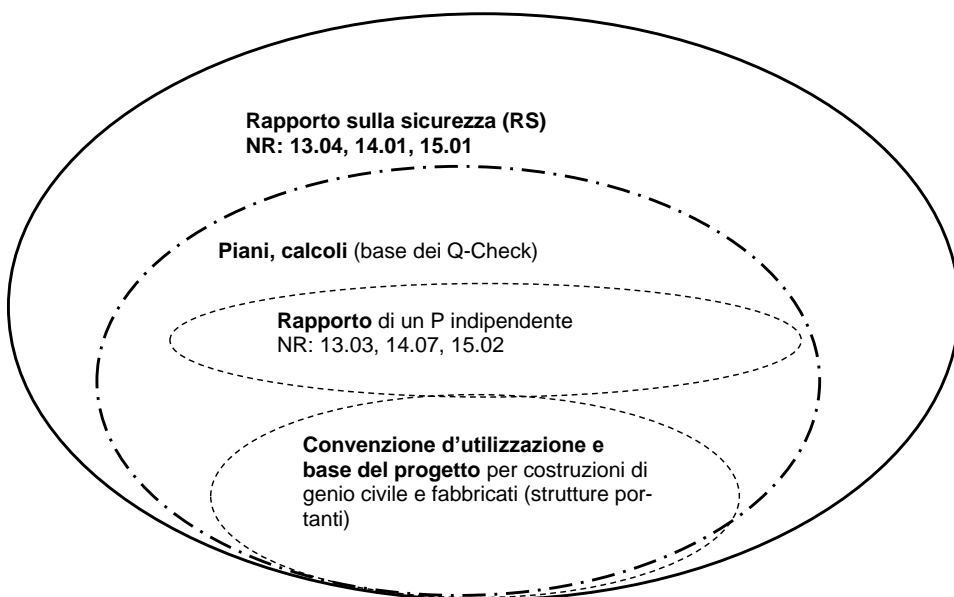 Rapporto sulla sicurezza (RS)
NR: 13.04, 14.01, 15.01
Piani, calcoli (base dei Q-Check)
Rapporto di un P indipendente
NR: 13.03, 14.07, 15.02
Convenzione d’utilizzazione e
base del progetto per costruzioni di
genio civile e fabbricati (strutture por-
tanti)